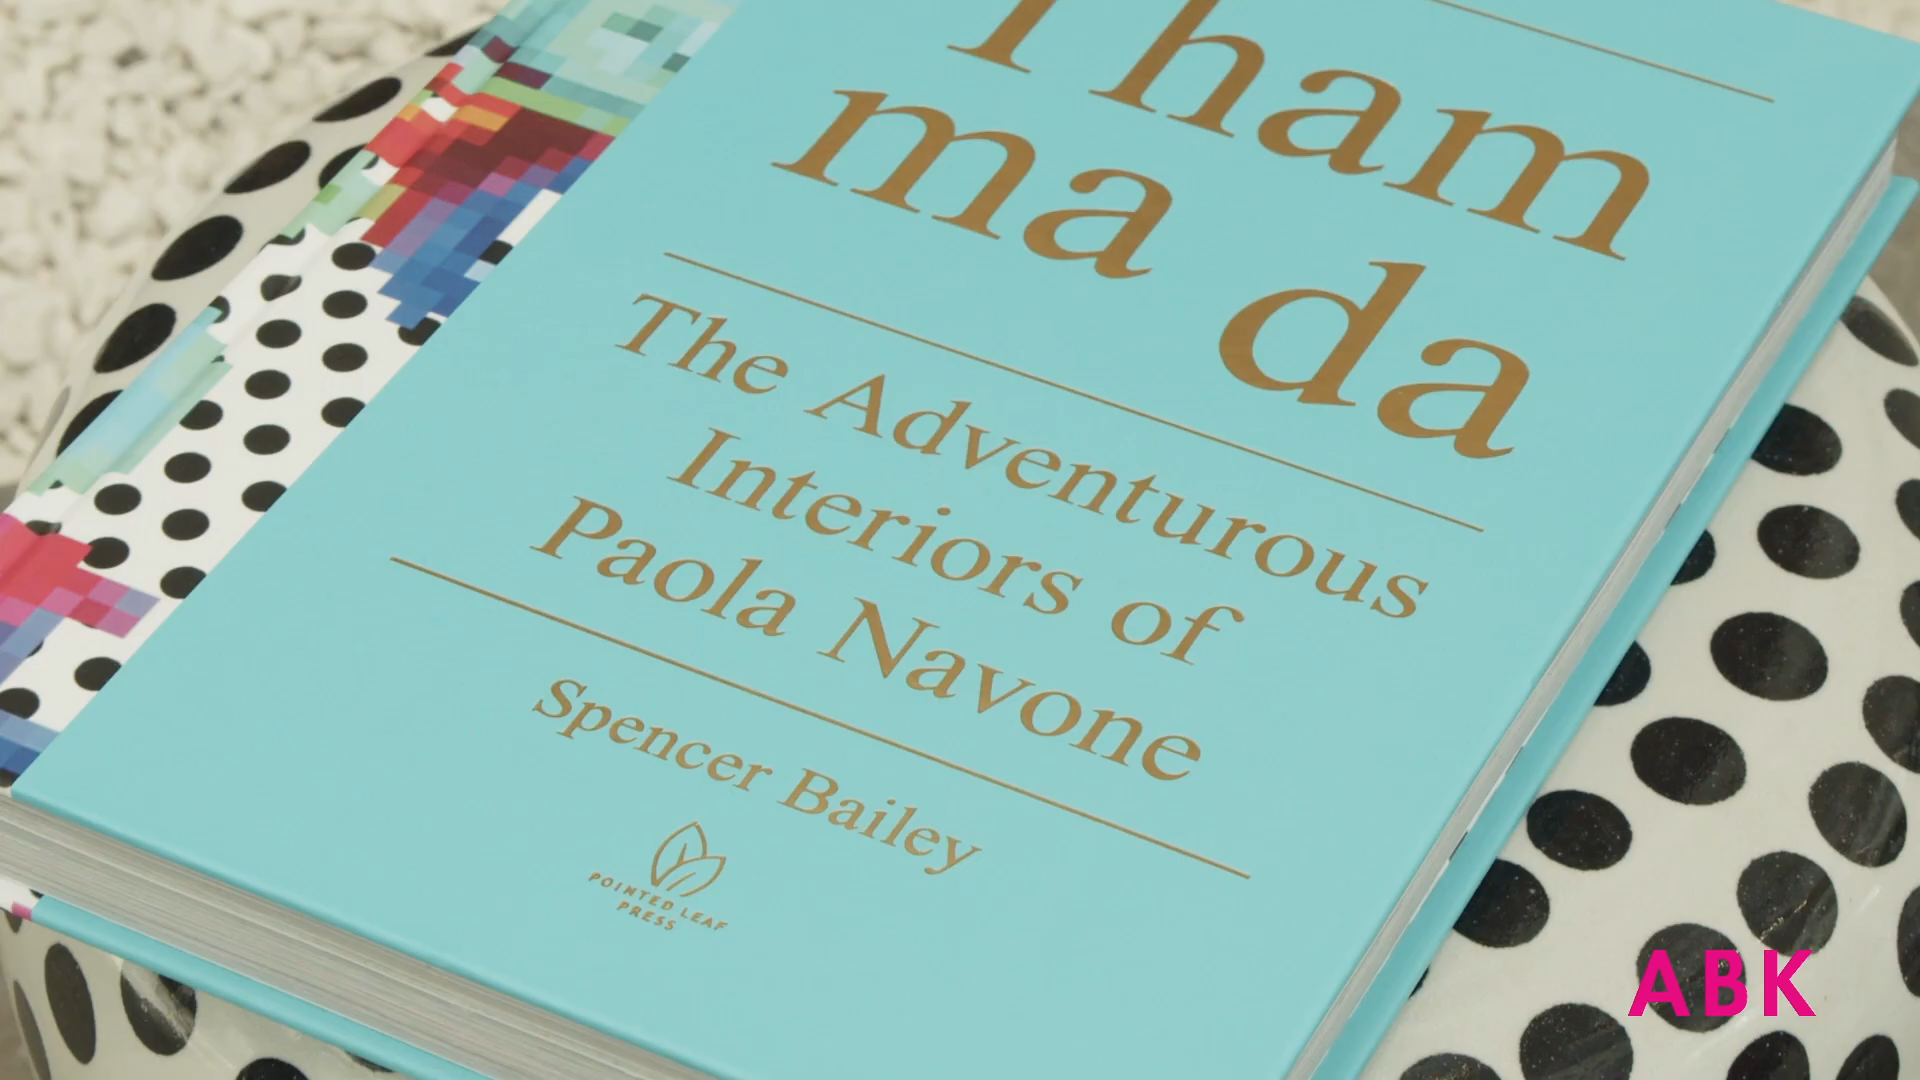 Tham
ma da
The Adventurous
Interiors of
Paola Navone
Spencer Bailey
POINTED LEAF
PRESS
ABK